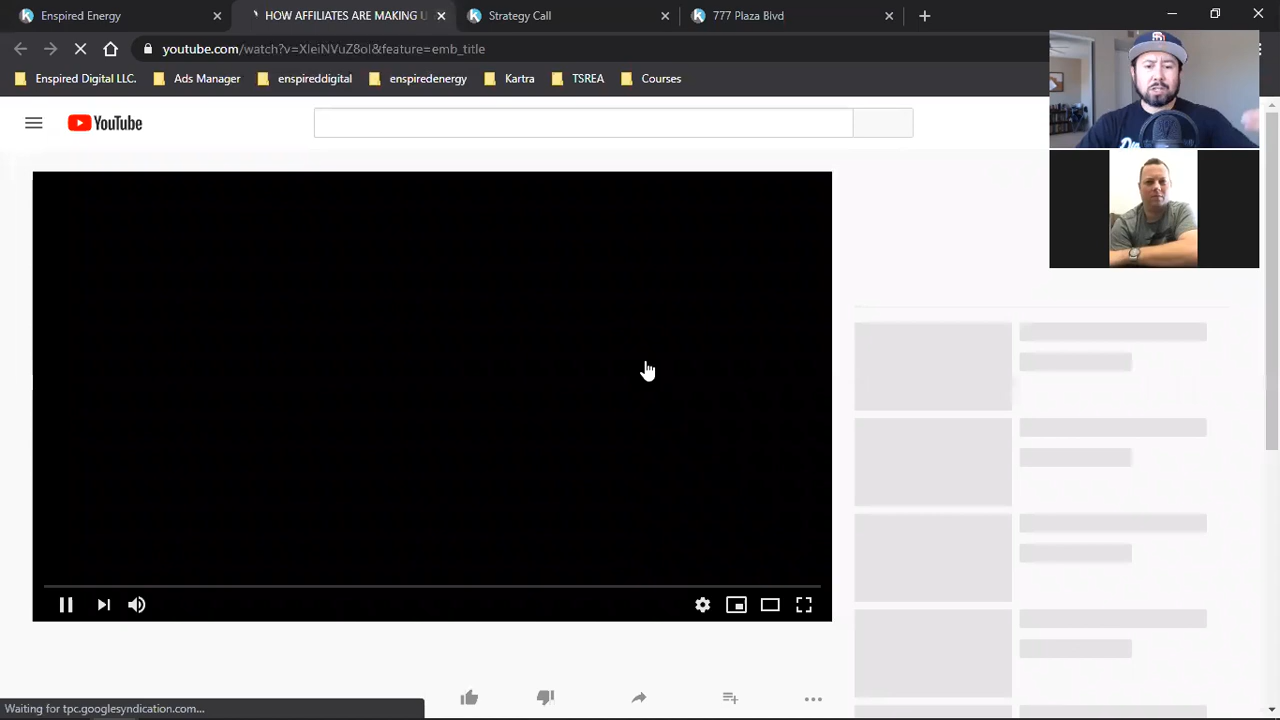 Enspired Energy
HOW AFFILIATES ARE MAKING U
Strategy Call
777 Plaza Blvd
youtube.com/watch?v=XIeiNVuZ8oI&feature=emb_title
Enspired Digital LLC.
Ads Manager
enspireddigital
enspiredenergy
Kartra
TSREA
Courses
YouTube
Waiting for tpc.googlesyndication.com...